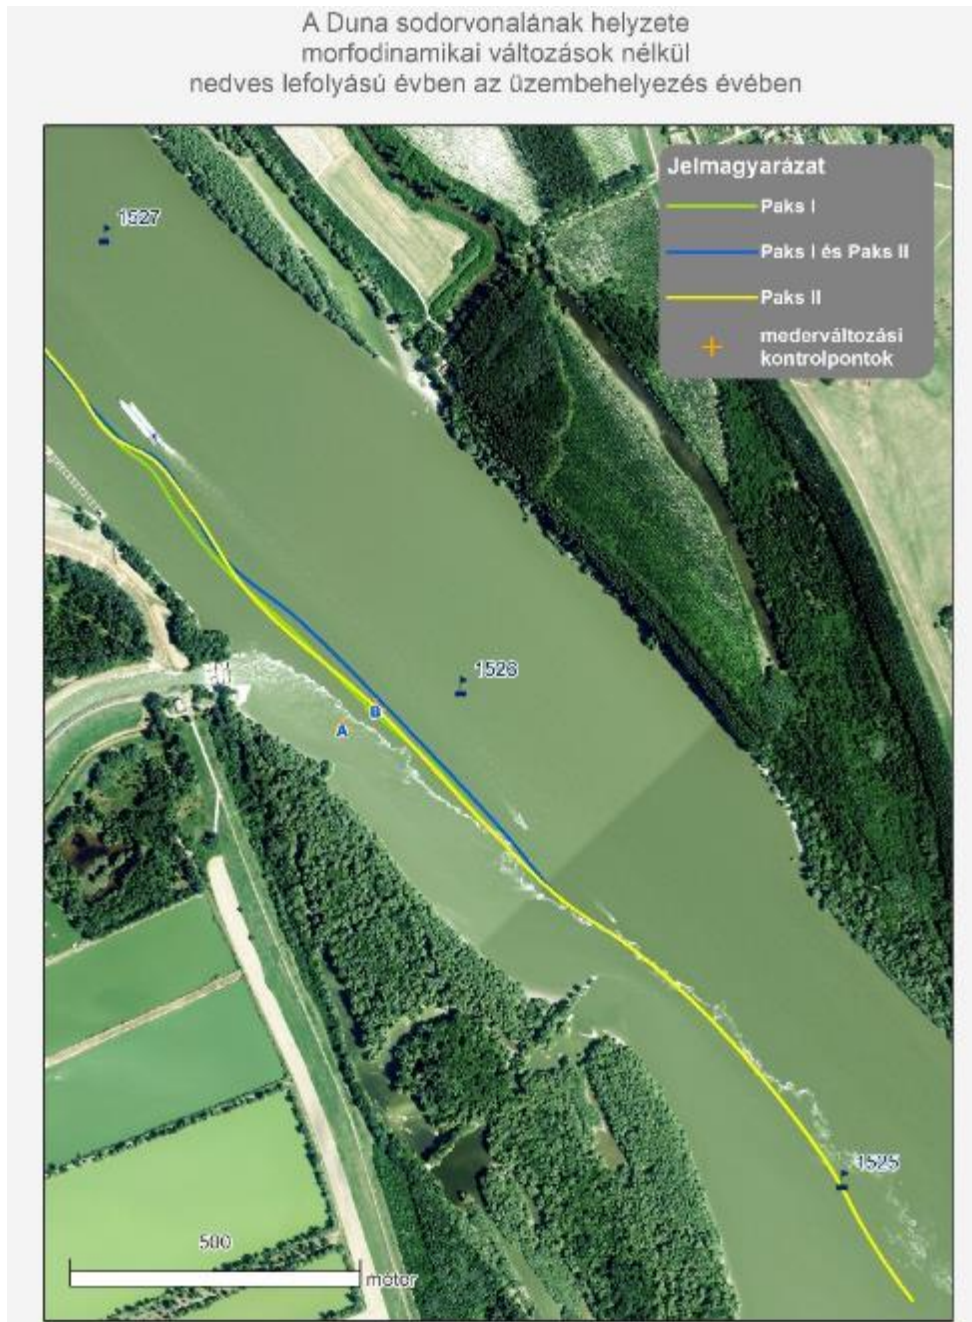 A Duna sodorvonalának helyzete
morfodinamikai változások nélkül
nedves lefolyású évben az üzembehelyezés évében
Jelmagyarázat
Paks I
Paks I és Paks II
Paks II
mederváltozási
kontrolpontok
1527
1526
B
A
1525
500
méter